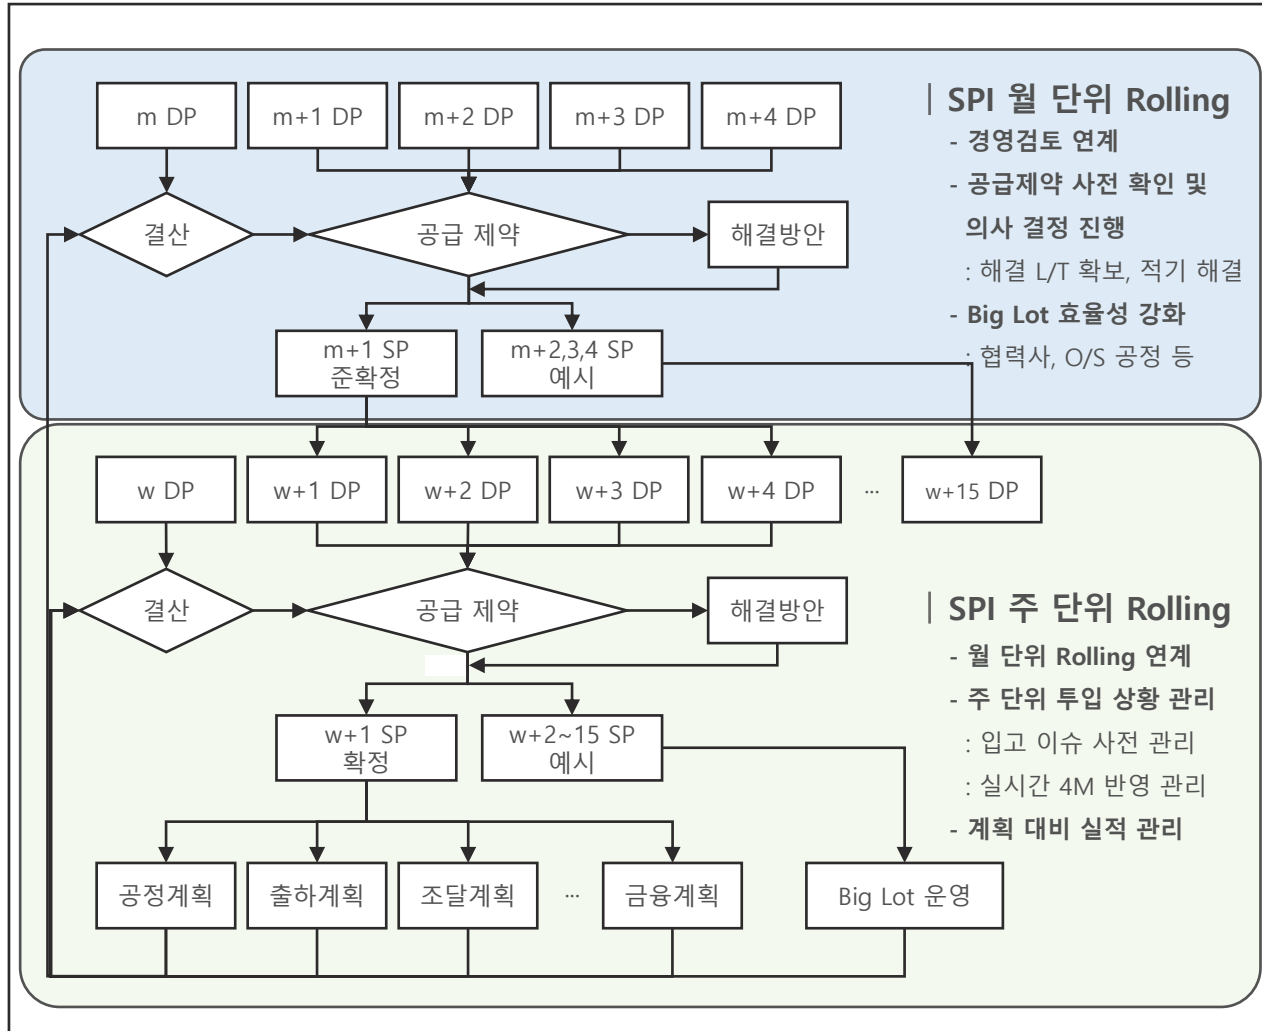 m DP
m+1 DP
m+2 DP
m+3 DP
m+4 DP
| SPI 월 단위 Rolling
- 경영검토 연계
- 공급제약 사전 확인 및
의사 결정 진행
: 해결 L/T 확보, 적기 해결
- Big Lot 효율성 강화
: 협력사, O/S 공정 등
결산
공급 제약
해결방안
m+1 SP
준확정
m+2,3,4 SP
예시
w DP
w+1 DP
w+2 DP
w+3 DP
w+4 DP
...
w+15 DP
결산
공급 제약
해결방안
| SPI 주 단위 Rolling
- 월 단위 Rolling 연계
- 주 단위 투입 상황 관리
: 입고 이슈 사전 관리
: 실시간 4M 반영 관리
- 계획 대비 실적 관리
w+1 SP
확정
w+2~15 SP
예시
공정계획
출하계획
조달계획
...
금융계획
Big Lot 운영